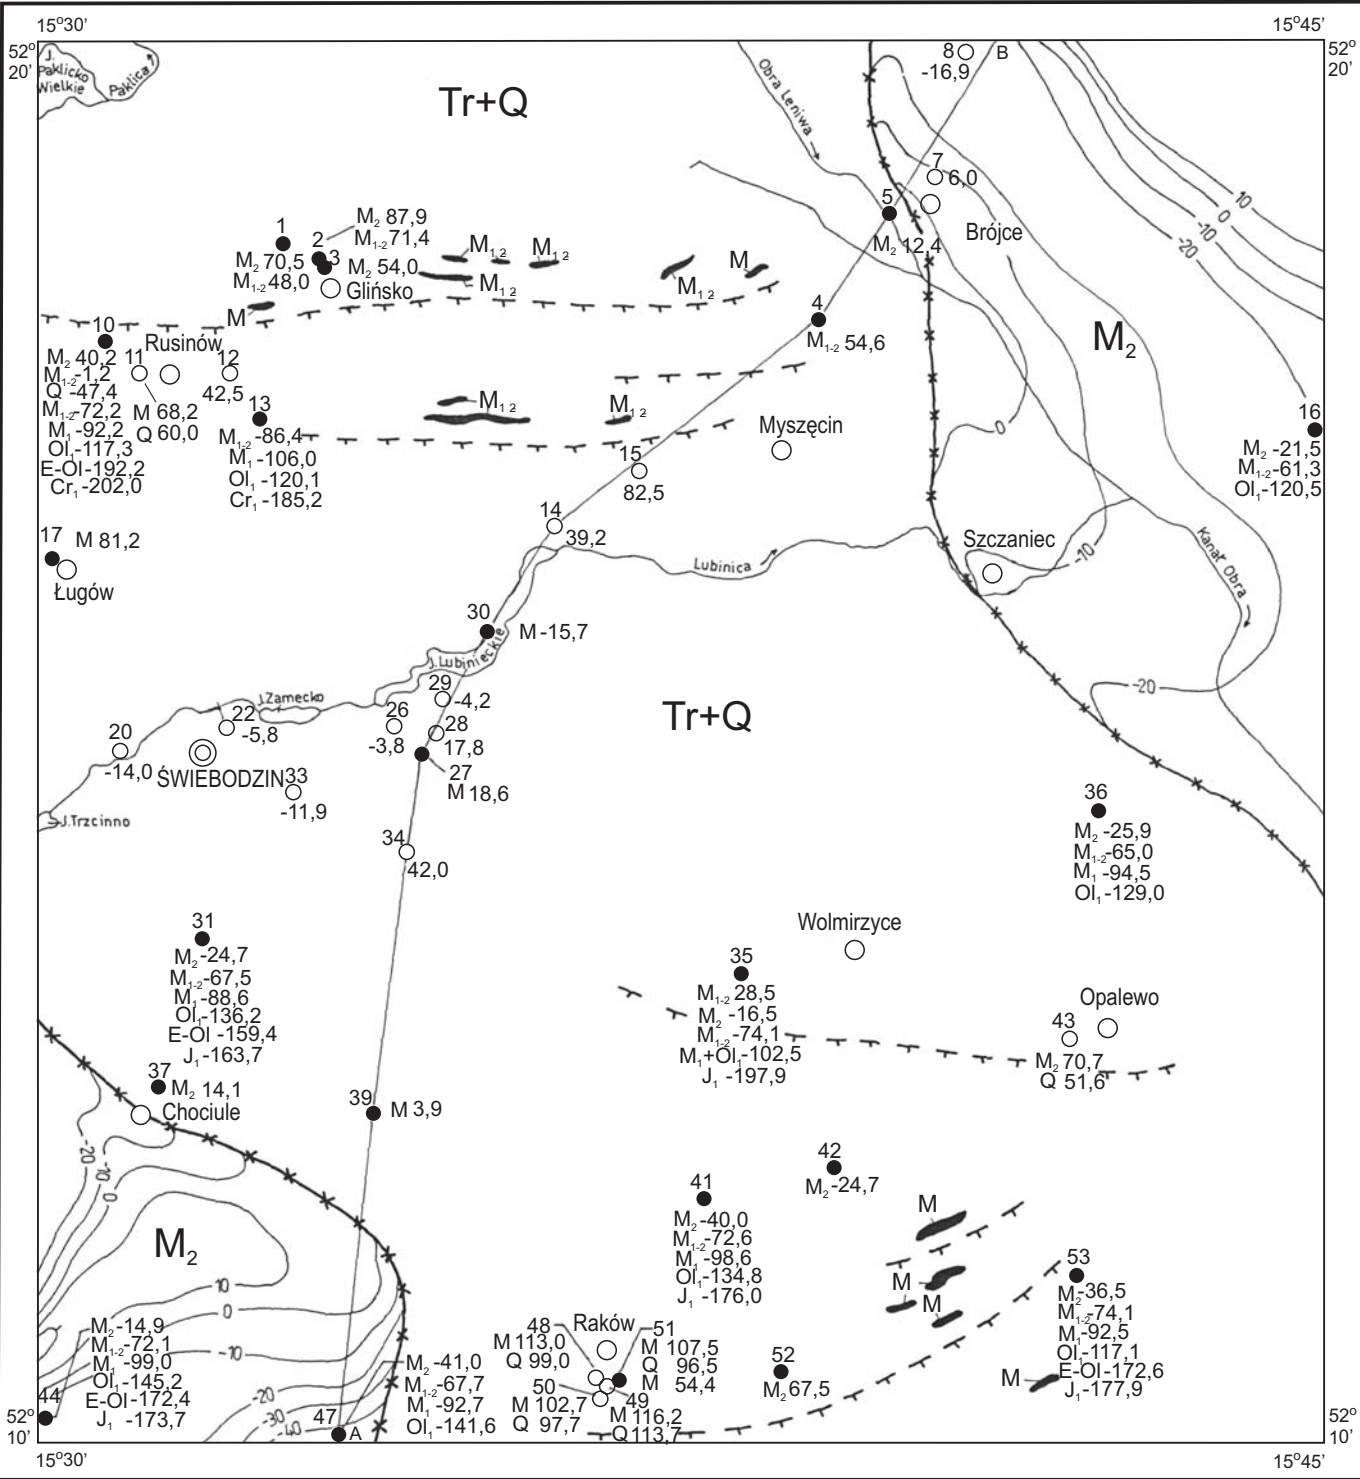 15°30’
15°45’
52°
20’
52°
20’
J.
Paklicko
Wielkie
Paklica
Tr+Q
Obra Leniwa
8
-16,9
B
7
6,0
5
M₂ 12,4
Brójce
10
0
-10
-20
1
M₂ 70,5
M₁₋₂ 48,0
2
M₂ 87,9
M₁₋₂ 71,4
3
M₂ 54,0
Glińsko
M₁₂
M₁₂
M₁₂
M₁₂
M
M
4
M₁₋₂ 54,6
M₂
10
M₂ 40,2
M₁₋₂-1,2
Q -47,4
M₁₋₂-72,2
M₁ -92,2
Ol₁-117,3
E-Ol-192,2
Cr₁ -202,0
Rusinów
11
M 68,2
Q 60,0
12
42,5
13
M₁₋₂ -86,4
M₁ -106,0
Ol₁ -120,1
Cr₁ -185,2
M₁₂
M₁₂
Myszęcin
0
16
M₂ -21,5
M₁₋₂-61,3
Ol₁-120,5
15
82,5
14
39,2
17
M 81,2
Ługów
Lubinica
Szczaniec
-10
Kanał Obra
30
M -15,7
J.Lubinieckie
29
-4,2
J.Zamecko
22
-5,8
26
-3,8
28
17,8
27
M 18,6
20
-14,0
ŚWIEBODZIN
33
-11,9
J.Trzcinno
Tr+Q
-20
34
42,0
36
M₂ -25,9
M₁₋₂-65,0
M₁ -94,5
Ol₁ -129,0
31
M₂ -24,7
M₁₋₂-67,5
M₁ -88,6
Ol₁ -136,2
E-Ol -159,4
J₁ -163,7
Wolmirzyce
35
M₁₋₂ 28,5
M₂ -16,5
M₁₋₂ -74,1
M₁+Ol₁ -102,5
J₁ -197,9
Opalewo
43
M₂ 70,7
Q 51,6
37
M₂ 14,1
Chociule
39
M 3,9
-20
-10
0
M₂
10
0
-10
-20
-30
-40
42
M₂ -24,7
41
M₂ -40,0
M₁₋₂ -72,6
M₁ -98,6
Ol₁-134,8
J₁ -176,0
M
M
M
M
53
M₂ -36,5
M₁₋₂-74,1
M₁ -92,5
Ol₁ -117,1
E-Ol -172,6
J₁ -177,9
44
M₂ -14,9
M₁₋₂ -72,1
M₁ -99,0
Ol₁ -145,2
E-Ol -172,4
J₁ -173,7
47
A
M₂ -41,0
M₁₋₂ -67,7
M₁ -92,7
Ol₁ -141,6
Raków
48
M 113,0
Q 99,0
51
M 107,5
Q 96,5
M 54,4
50
M 102,7
Q 97,7
49
M 116,2
Q 113,7
52
M₂ 67,5
52°
10’
52°
10’
15°30’
15°45’